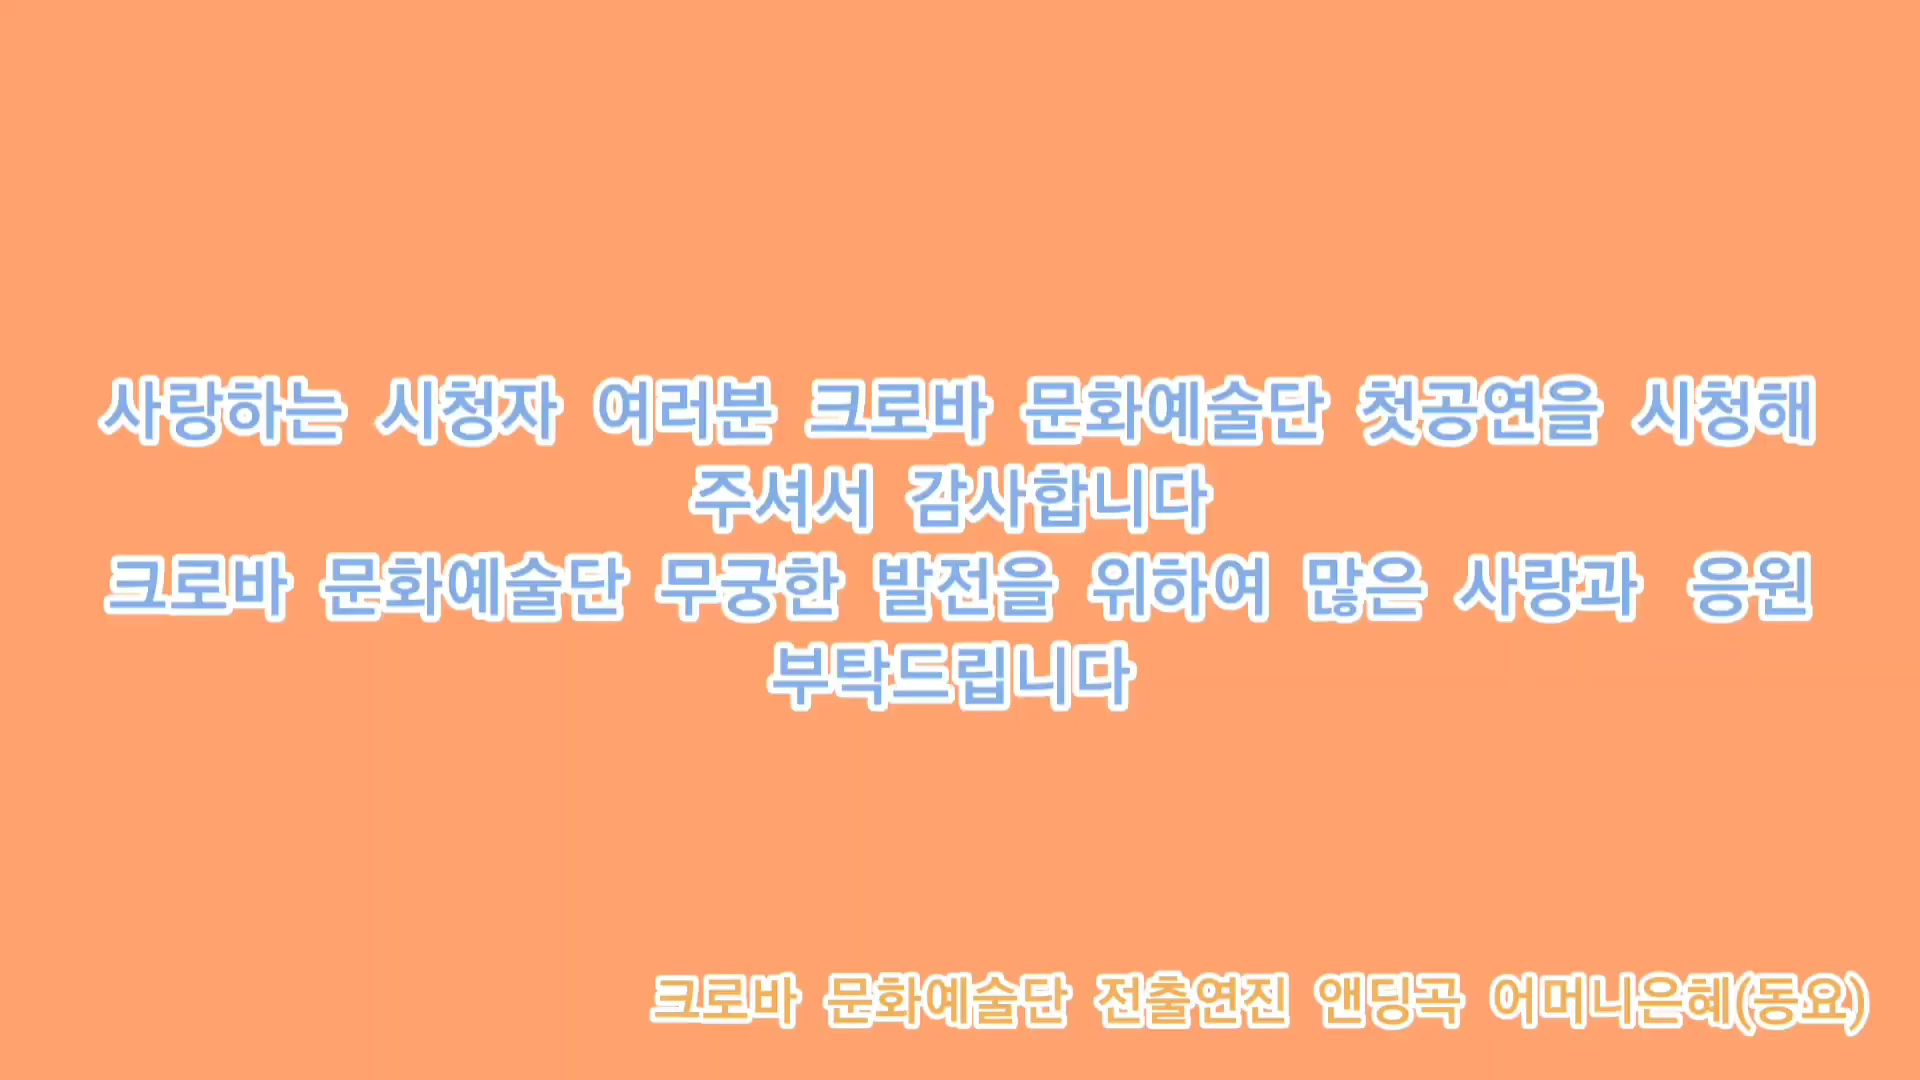 사랑하는 시청자 여러분 크로바 문화예술단 첫공연을 시청해
주셔서 감사합니다
크로바 문화예술단 무궁한 발전을 위하여 많은 사랑과 응원
부탁드립니다
크로바 문화예술단 전출연진 앤딩곡 어머니은혜(동요)